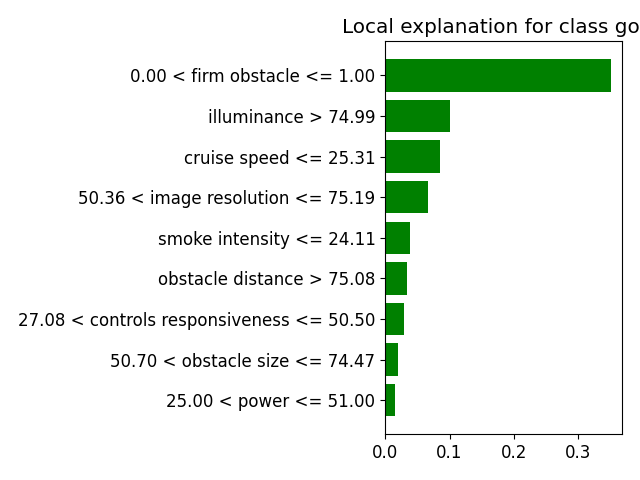 Local explanation for class go
0.00 < firm obstacle <= 1.00
illuminance > 74.99
cruise speed <= 25.31
50.36 < image resolution <= 75.19
smoke intensity <= 24.11
obstacle distance > 75.08
27.08 < controls responsiveness <= 50.50
50.70 < obstacle size <= 74.47
25.00 < power <= 51.00
0.0 0.1 0.2 0.3